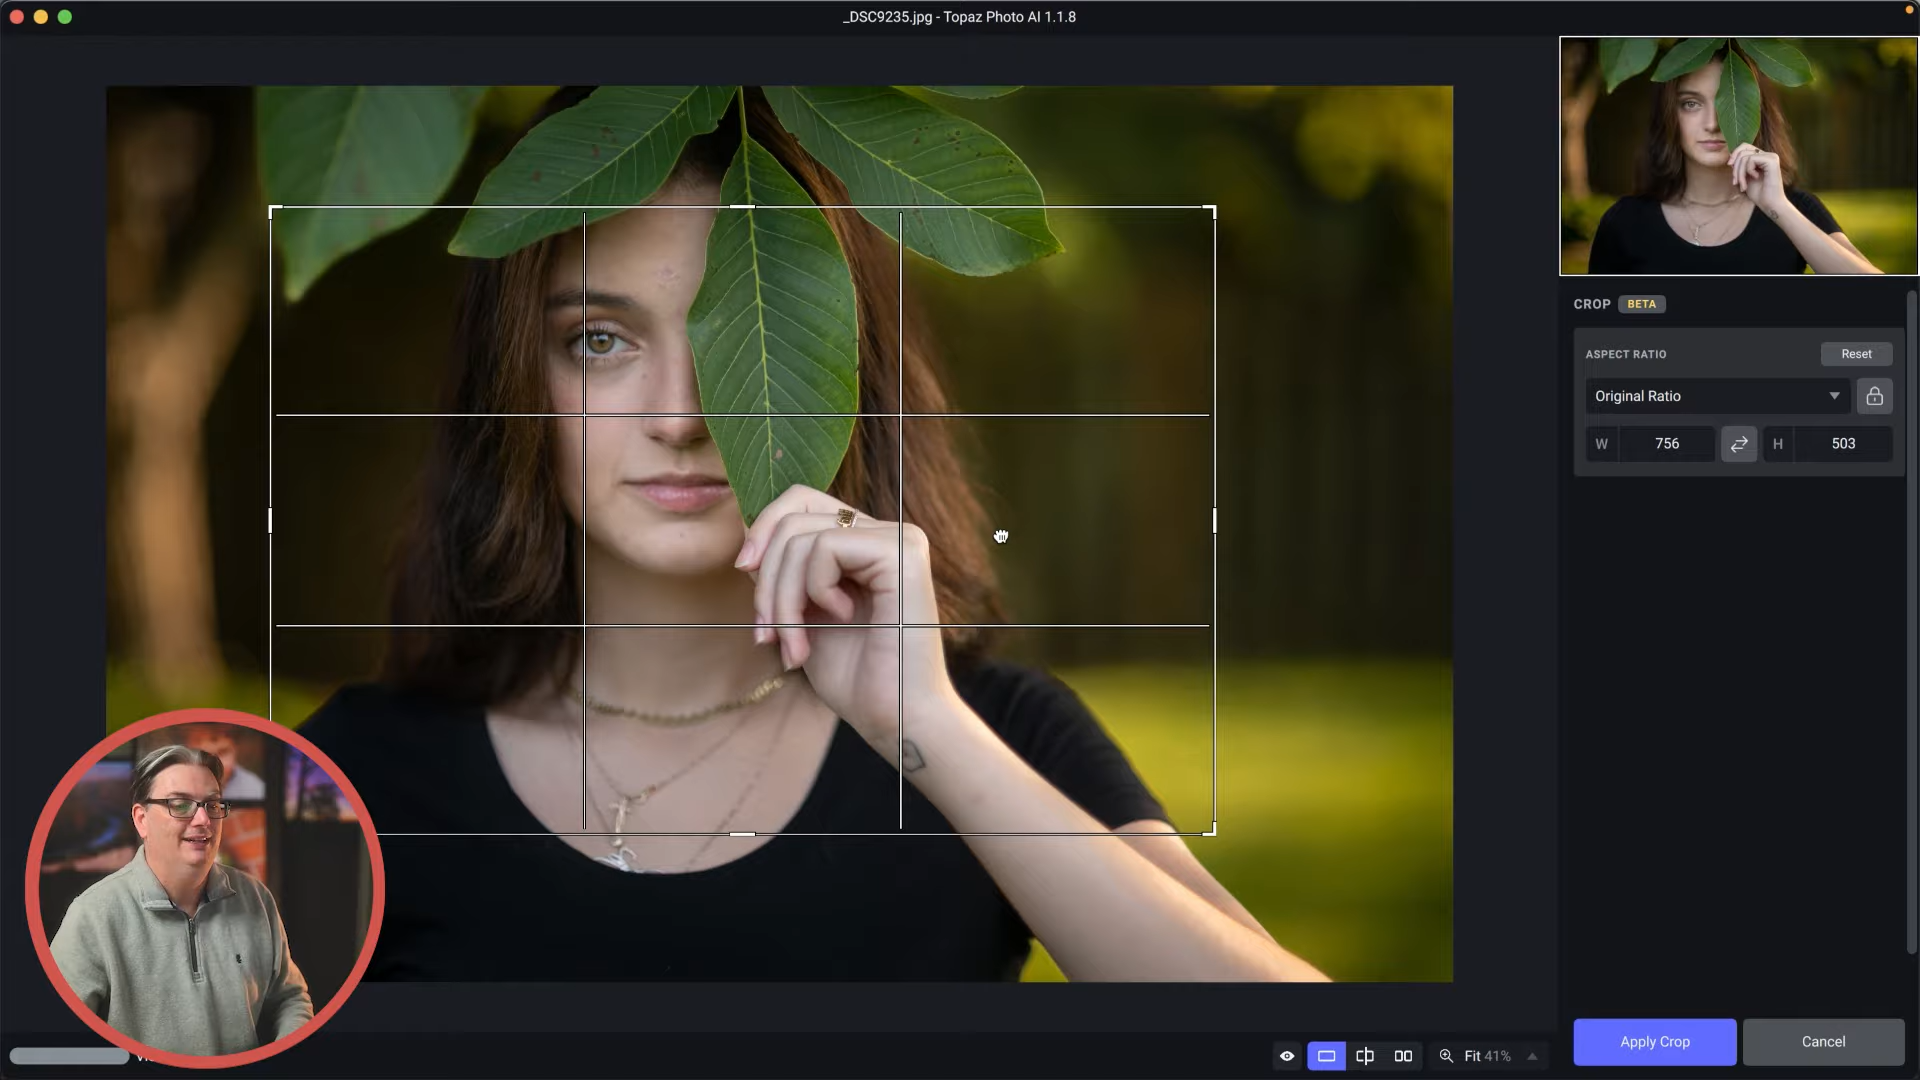 _DSC9235.jpg - Topaz Photo AI 1.1.8
CROP BETA
ASPECT RATIO Reset
Original Ratio
W 756 H 503
Apply Crop Cancel
Fit 41%